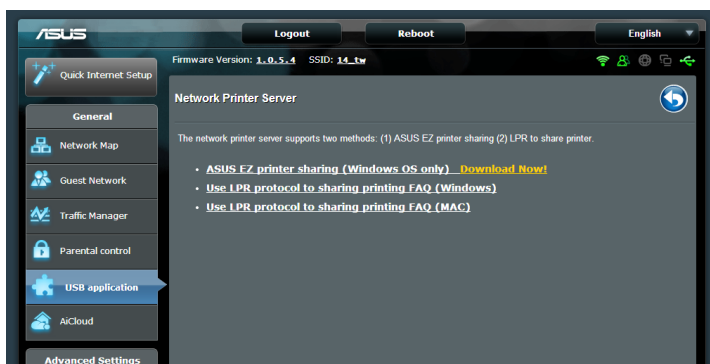 ASUS
Logout
Reboot
English
Firmware Version: 1.0.5.4 SSID: 14_tw
Quick Internet Setup
Network Printer Server
General
The network printer server supports two methods: (1) ASUS EZ printer sharing (2) LPR to share printer.
Network Map
ASUS EZ printer sharing (Windows OS only) Download Now!
Guest Network
Use LPR protocol to sharing printing FAQ (Windows)
Use LPR protocol to sharing printing FAQ (MAC)
Traffic Manager
Parental control
USB application
AiCloud
Advanced Settings